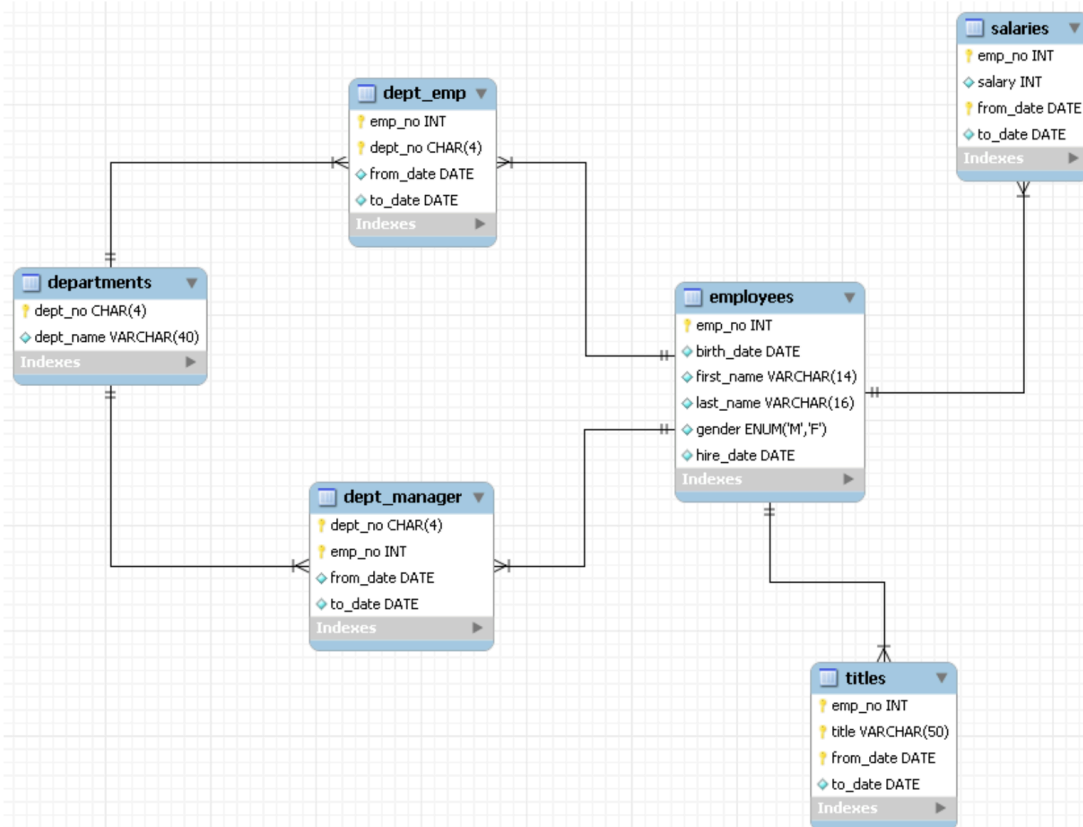 salaries
emp_no INT
salary INT
from_date DATE
to_date DATE
Indexes
dept_emp
emp_no INT
dept_no CHAR(4)
from_date DATE
to_date DATE
Indexes
departments
dept_no CHAR(4)
dept_name VARCHAR(40)
Indexes
employees
emp_no INT
birth_date DATE
first_name VARCHAR(14)
last_name VARCHAR(16)
gender ENUM('M','F')
hire_date DATE
Indexes
dept_manager
dept_no CHAR(4)
emp_no INT
from_date DATE
to_date DATE
Indexes
titles
emp_no INT
title VARCHAR(50)
from_date DATE
to_date DATE
Indexes